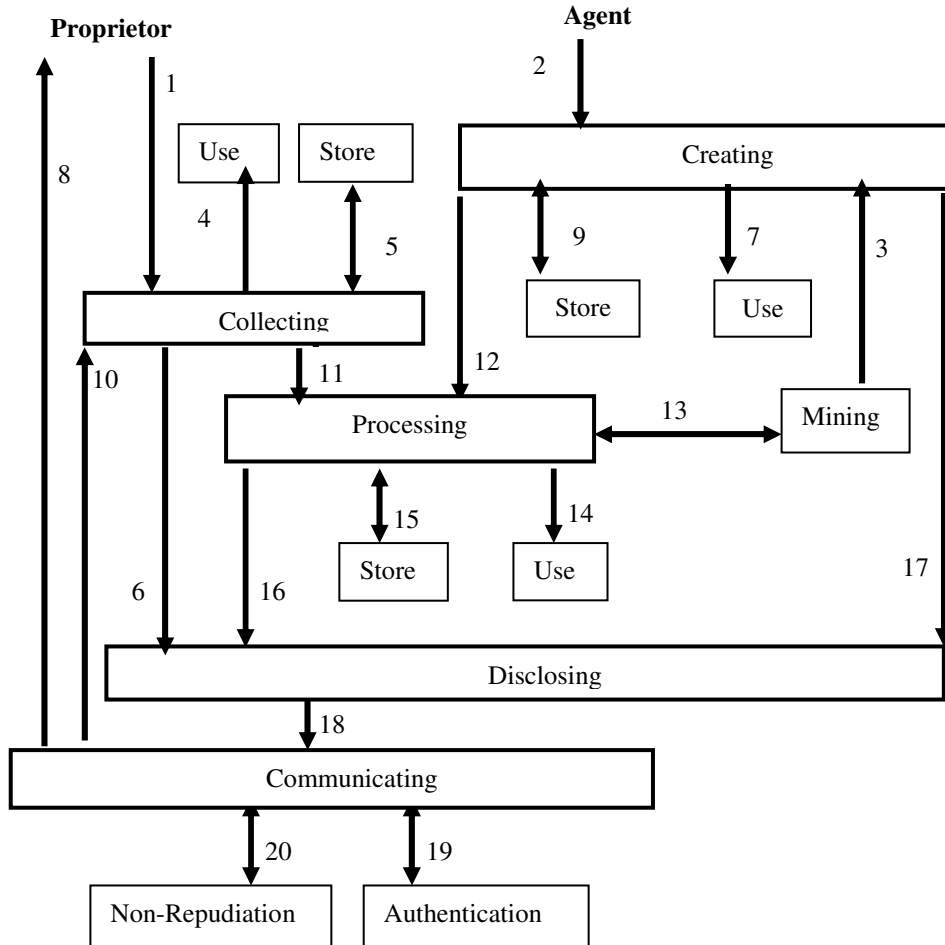 Proprietor
Agent
1
2
8
Use
Store
Creating
4
5
9
7
3
Collecting
Store
Use
10
11
12
Processing
13
Mining
15
14
Store
Use
6
16
17
Disclosing
18
Communicating
20
19
Non-Repudiation
Authentication